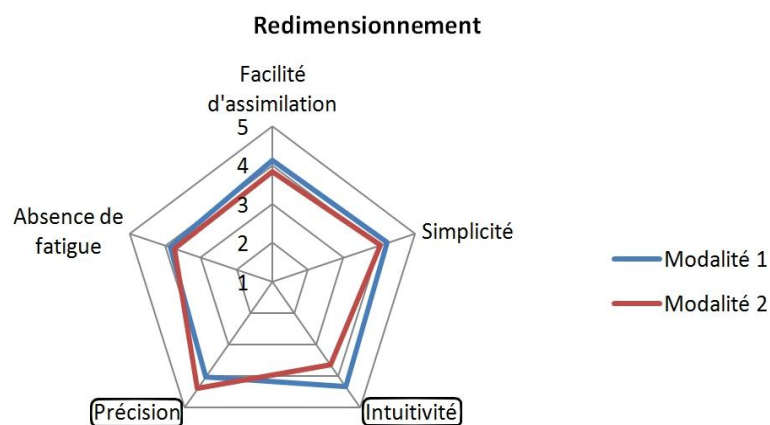 Redimensionnement
Facilité
d'assimilation
5
4
3
2
1
Absence de
fatigue
Simplicité
Modalité 1
Modalité 2
Précision
Intuitivité